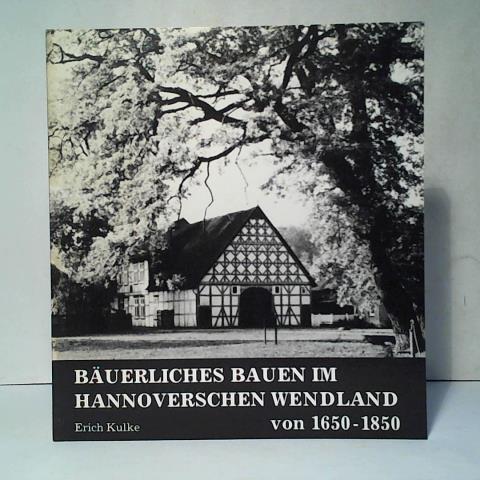 BÄUERLICHES BAUEN IM
HANNOVERSCHEN WENDLAND
von 1650-1850
Erich Kulke